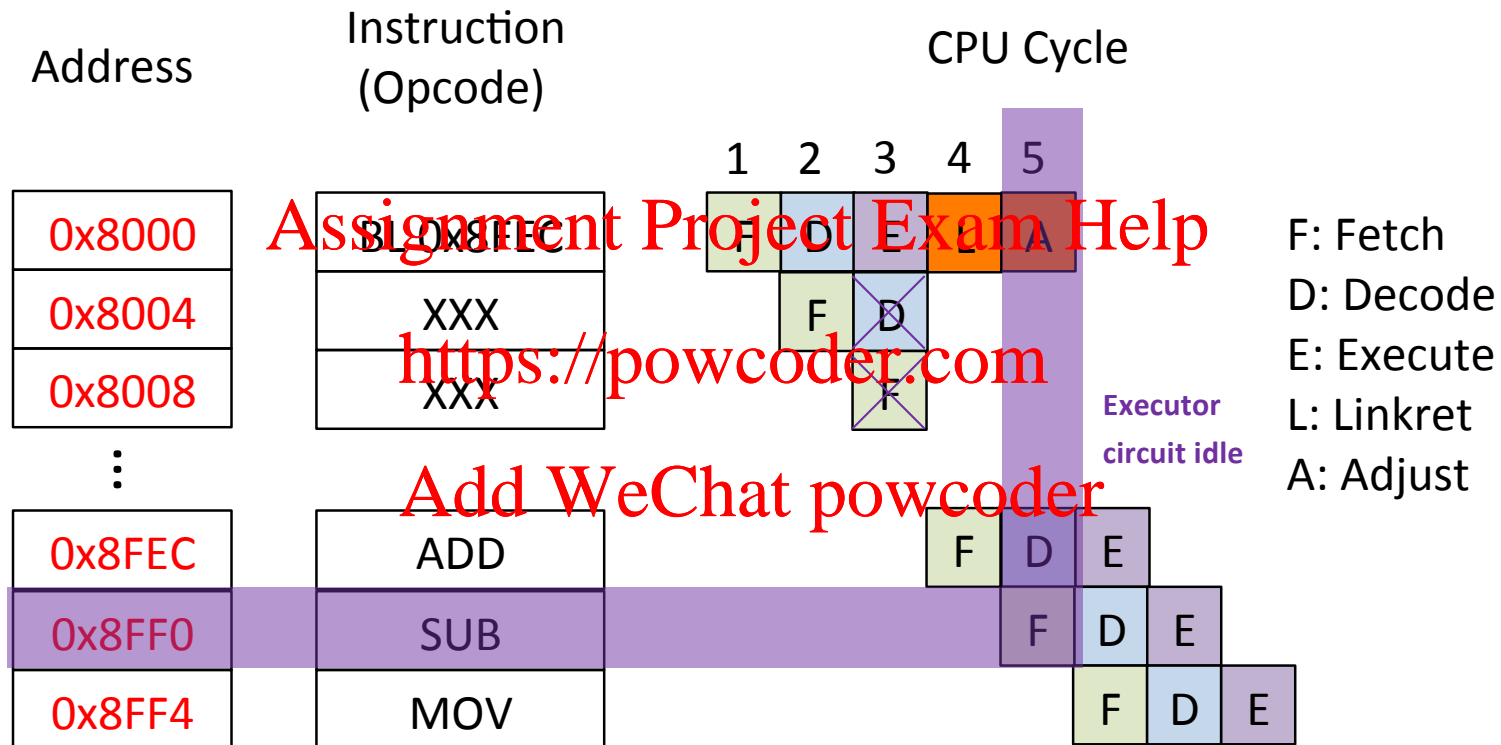 Address
Instruction
(Opcode)
CPU Cycle
1 2 3 4 5
0x8000 BL 0x8FEC F D E L A
Assignment Project Exam Help
F: Fetch
0x8004 XXX F D
D: Decode
https://powcoder.com
E: Execute
0x8008 XXX F
Executor
circuit idle
L: Linkret
A: Adjust
⋮
Add WeChat powcoder
0x8FEC ADD F D E
0x8FF0 SUB F D E
0x8FF4 MOV F D E